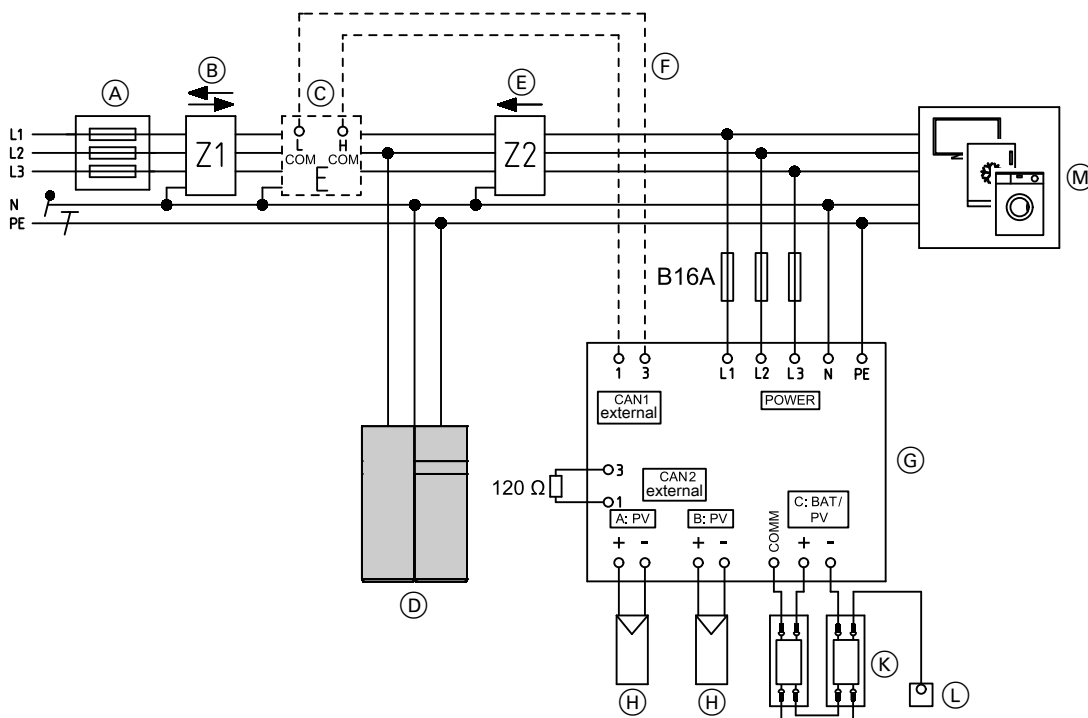 B
E
A
C
F
L1
L2
L3
N
PE
Z1
L
H
COM
COM
E
Z2
M
B16A
1
3
L1
L2
L3
N
PE
CAN1
external
POWER
G
120 Ω
3
1
CAN2
external
A: PV
B: PV
COMM
C: BAT/
PV
+
-
+
-
+
-
D
H
H
K
L